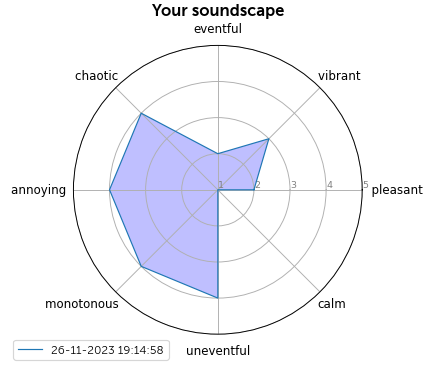 Your soundscape
eventful
chaotic
vibrant
annoying
1 2 3 4 5
pleasant
monotonous
calm
uneventful
26-11-2023 19:14:58